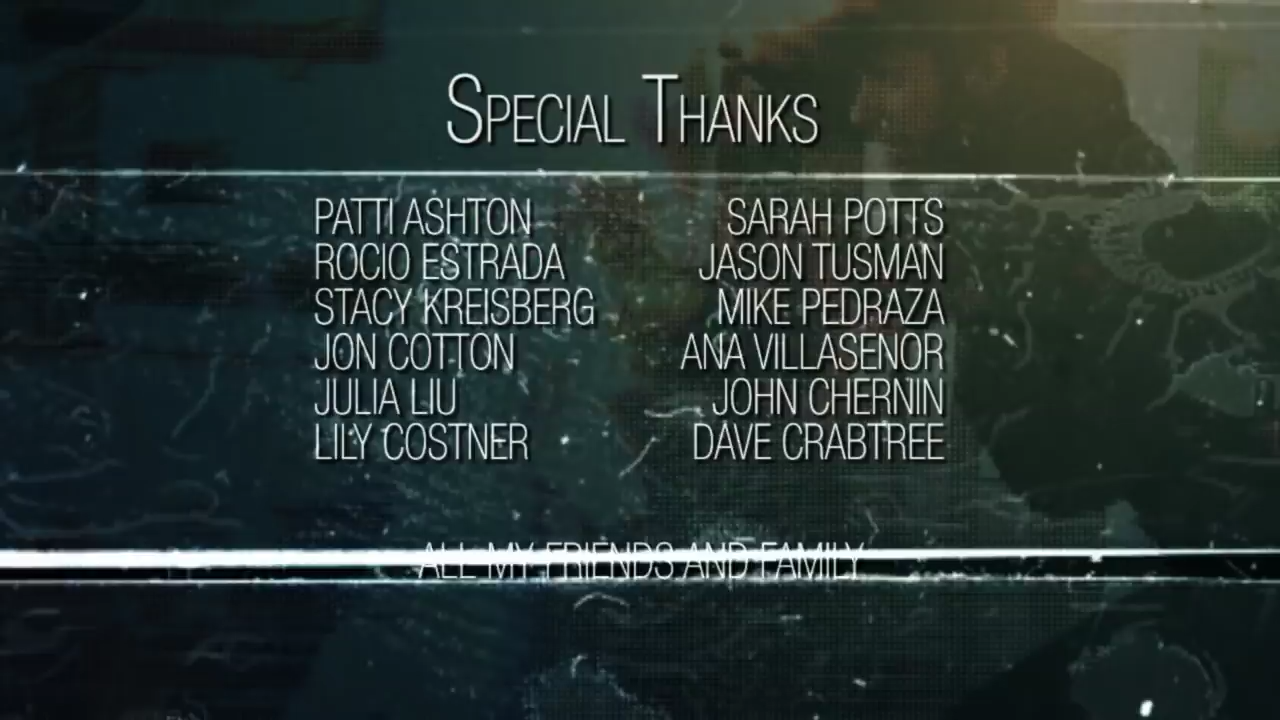 Special Thanks
PATTI ASHTON
ROCIO ESTRADA
STACY KREISBERG
JON COTTON
JULIA LIU
LILY COSTNER
SARAH POTTS
JASON TUSMAN
MIKE PEDRAZA
ANA VILLASENOR
JOHN CHERNIN
DAVE CRABTREE
ALL MY FRIENDS AND FAMILY